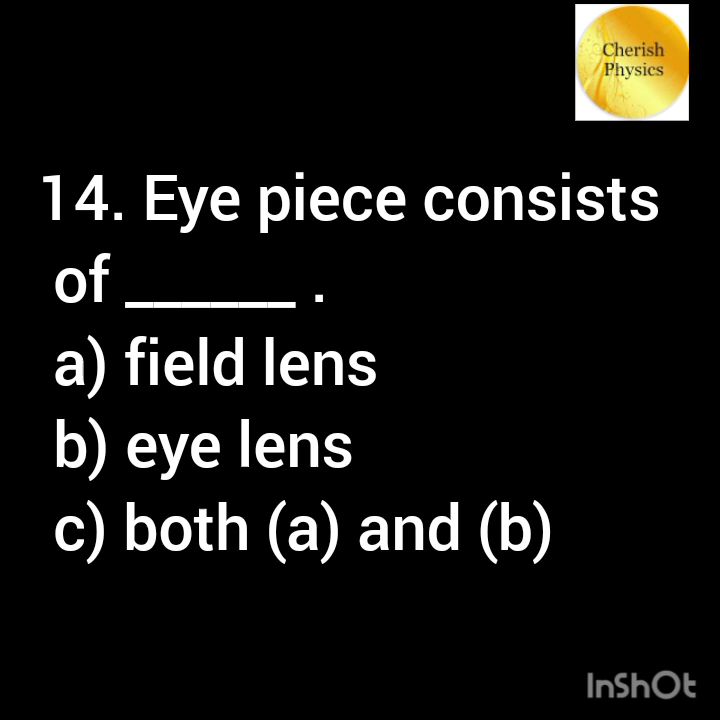 Cherish
Physics
14. Eye piece consists
of ______ .
a) field lens
b) eye lens
c) both (a) and (b)
InShOt